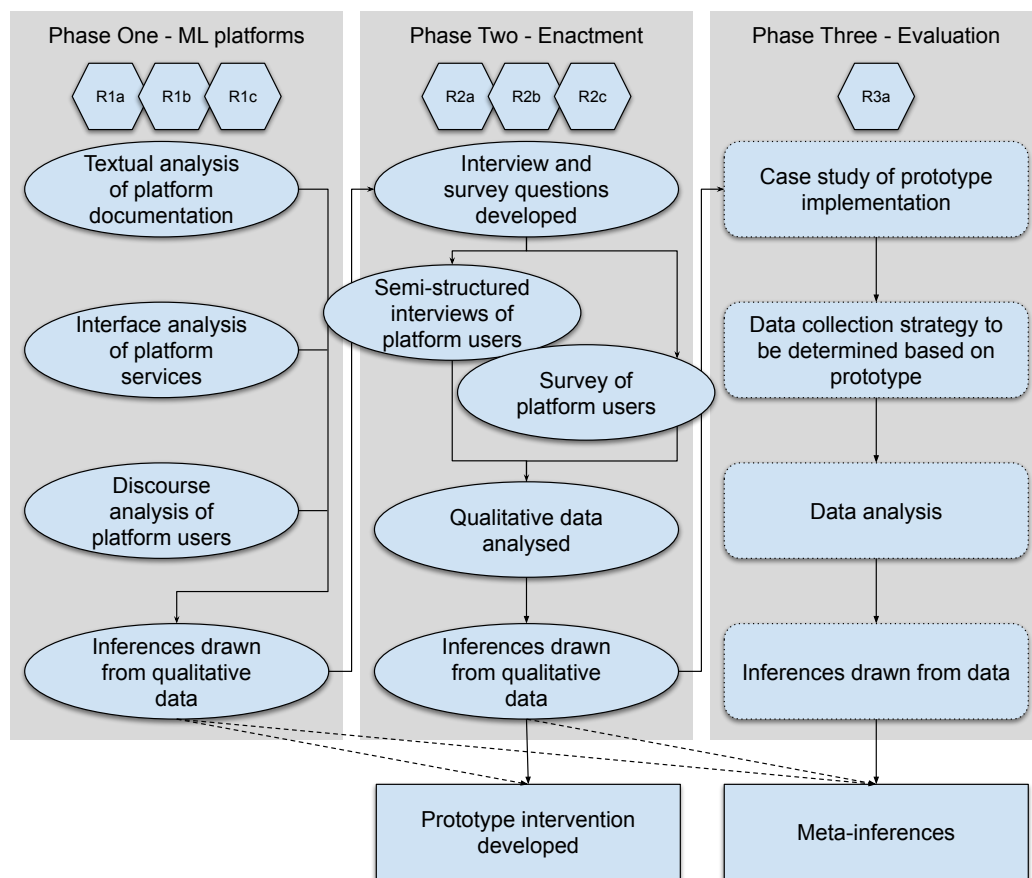 Phase One - ML platforms
R1a
R1b
R1c
Textual analysis
of platform
documentation
Interface analysis
of platform
services
Discourse
analysis of
platform users
Inferences drawn
from qualitative
data
Phase Two - Enactment
R2a
R2b
R2c
Interview and
survey questions
developed
Semi-structured
interviews of
platform users
Survey of
platform users
Qualitative data
analysed
Inferences drawn
from qualitative
data
Prototype intervention
developed
Phase Three - Evaluation
R3a
Case study of prototype
implementation
Data collection strategy to
be determined based on
prototype
Data analysis
Inferences drawn from data
Meta-inferences